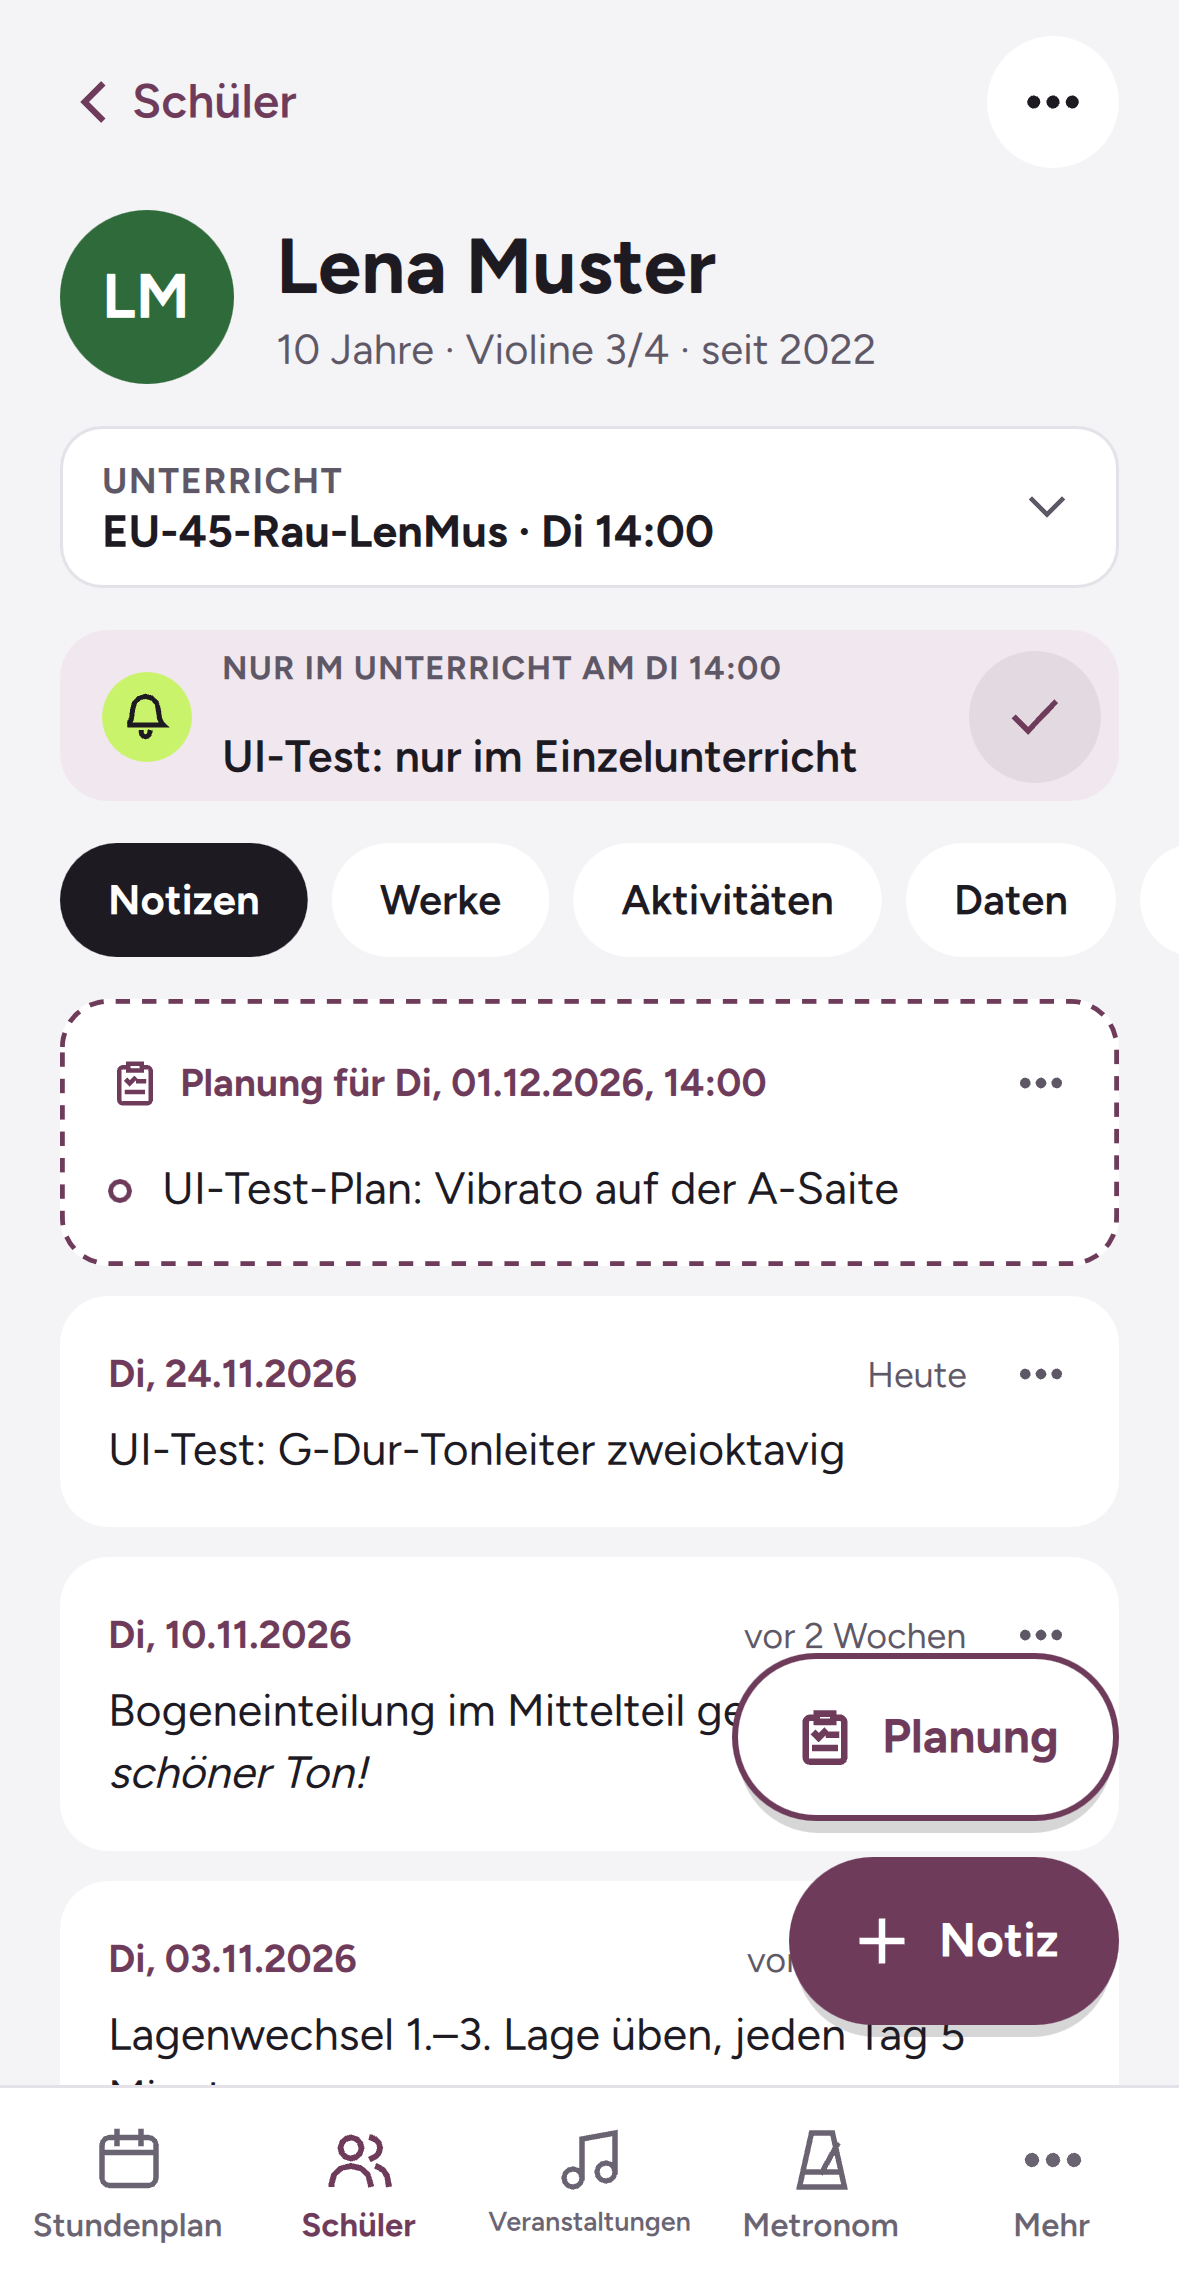 Schüler
LM
Lena Muster
10 Jahre · Violine 3/4 · seit 2022
UNTERRICHT
EU-45-Rau-LenMus · Di 14:00
NUR IM UNTERRICHT AM DI 14:00
UI-Test: nur im Einzelunterricht
Notizen Werke Aktivitäten Daten
Planung für Di, 01.12.2026, 14:00
UI-Test-Plan: Vibrato auf der A-Saite
Di, 24.11.2026 Heute
UI-Test: G-Dur-Tonleiter zweioktavig
Di, 10.11.2026 vor 2 Wochen
Bogeneinteilung im Mittelteil
schöner Ton!
Planung
Notiz
Di, 03.11.2026 vor
Lagenwechsel 1.–3. Lage üben, jeden Tag 5
Stundenplan Schüler Veranstaltungen Metronom Mehr